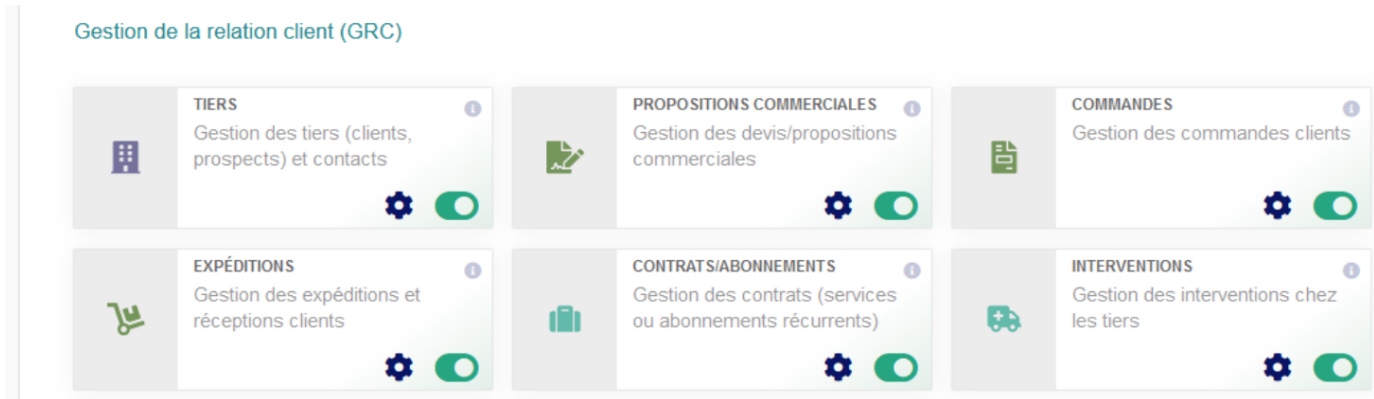 Gestion de la relation client (GRC)
TIERS
Gestion des tiers (clients,
prospects) et contacts
PROPOSITIONS COMMERCIALES
Gestion des devis/propositions
commerciales
COMMANDES
Gestion des commandes clients
EXPÉDITIONS
Gestion des expéditions et
réceptions clients
CONTRATS/ABONNEMENTS
Gestion des contrats (services
ou abonnements récurrents)
INTERVENTIONS
Gestion des interventions chez
les tiers